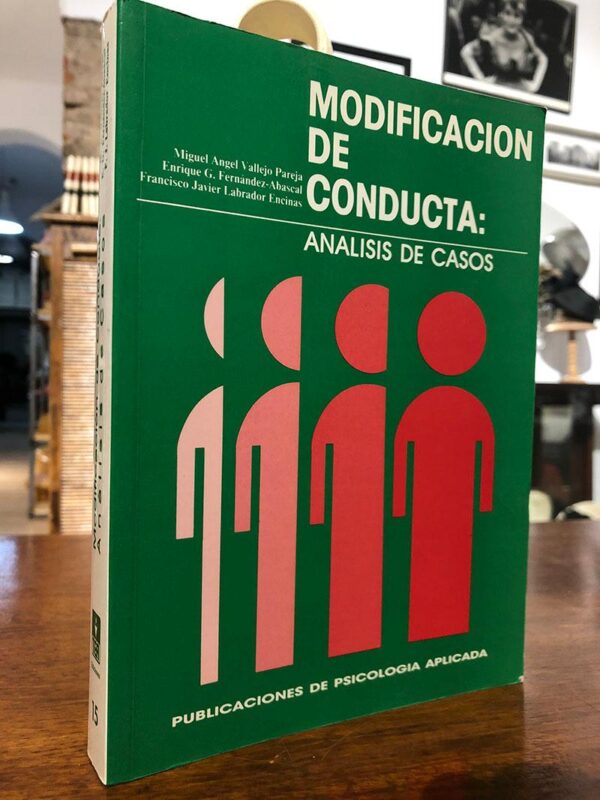 MODIFICACION
DE
CONDUCTA:
Miguel Angel Vallejo Pareja
Enrique G. Fernández-Abascal
Francisco Javier Labrador Encinas
ANALISIS DE CASOS
PUBLICACIONES DE PSICOLOGIA APLICADA
15